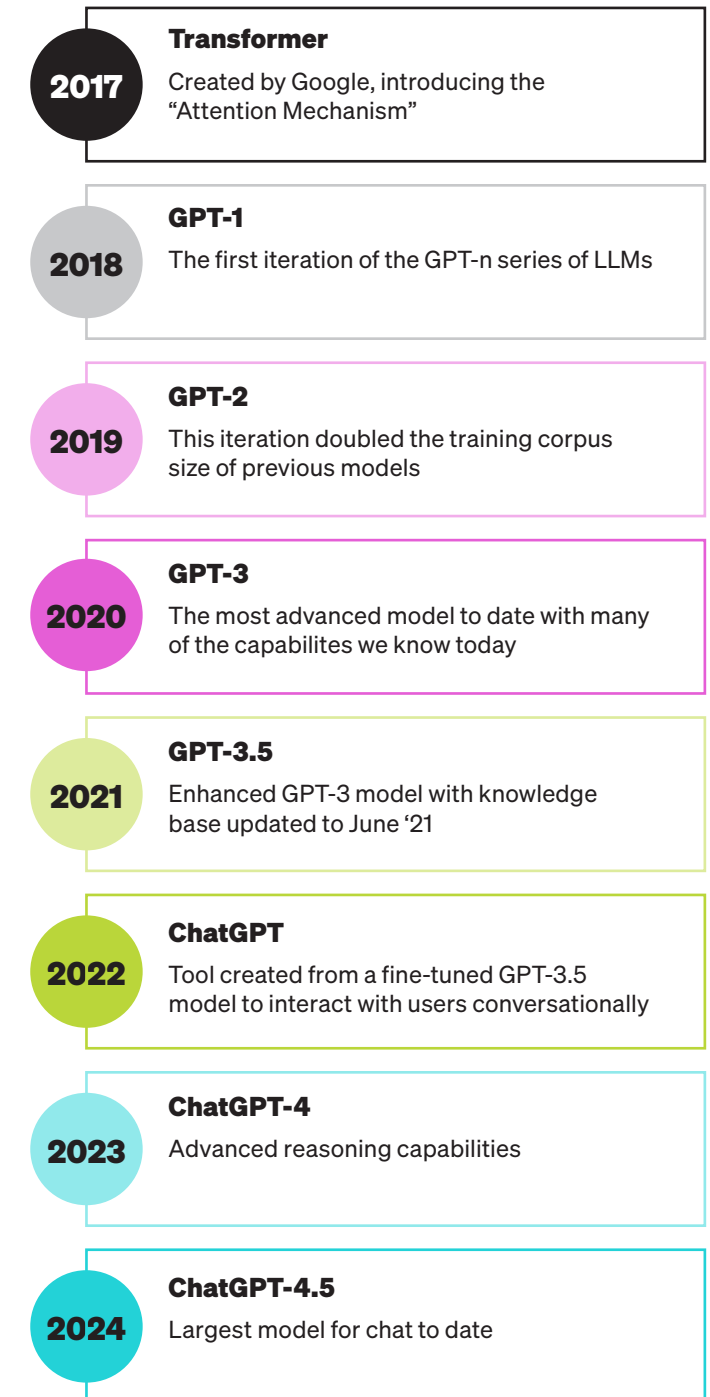 2017
Transformer
Created by Google, introducing the
“Attention Mechanism”
2018
GPT-1
The first iteration of the GPT-n series of LLMs
2019
GPT-2
This iteration doubled the training corpus
size of previous models
2020
GPT-3
The most advanced model to date with many
of the capabilites we know today
2021
GPT-3.5
Enhanced GPT-3 model with knowledge
base updated to June ‘21
2022
ChatGPT
Tool created from a fine-tuned GPT-3.5
model to interact with users conversationally
2023
ChatGPT-4
Advanced reasoning capabilities
2024
ChatGPT-4.5
Largest model for chat to date